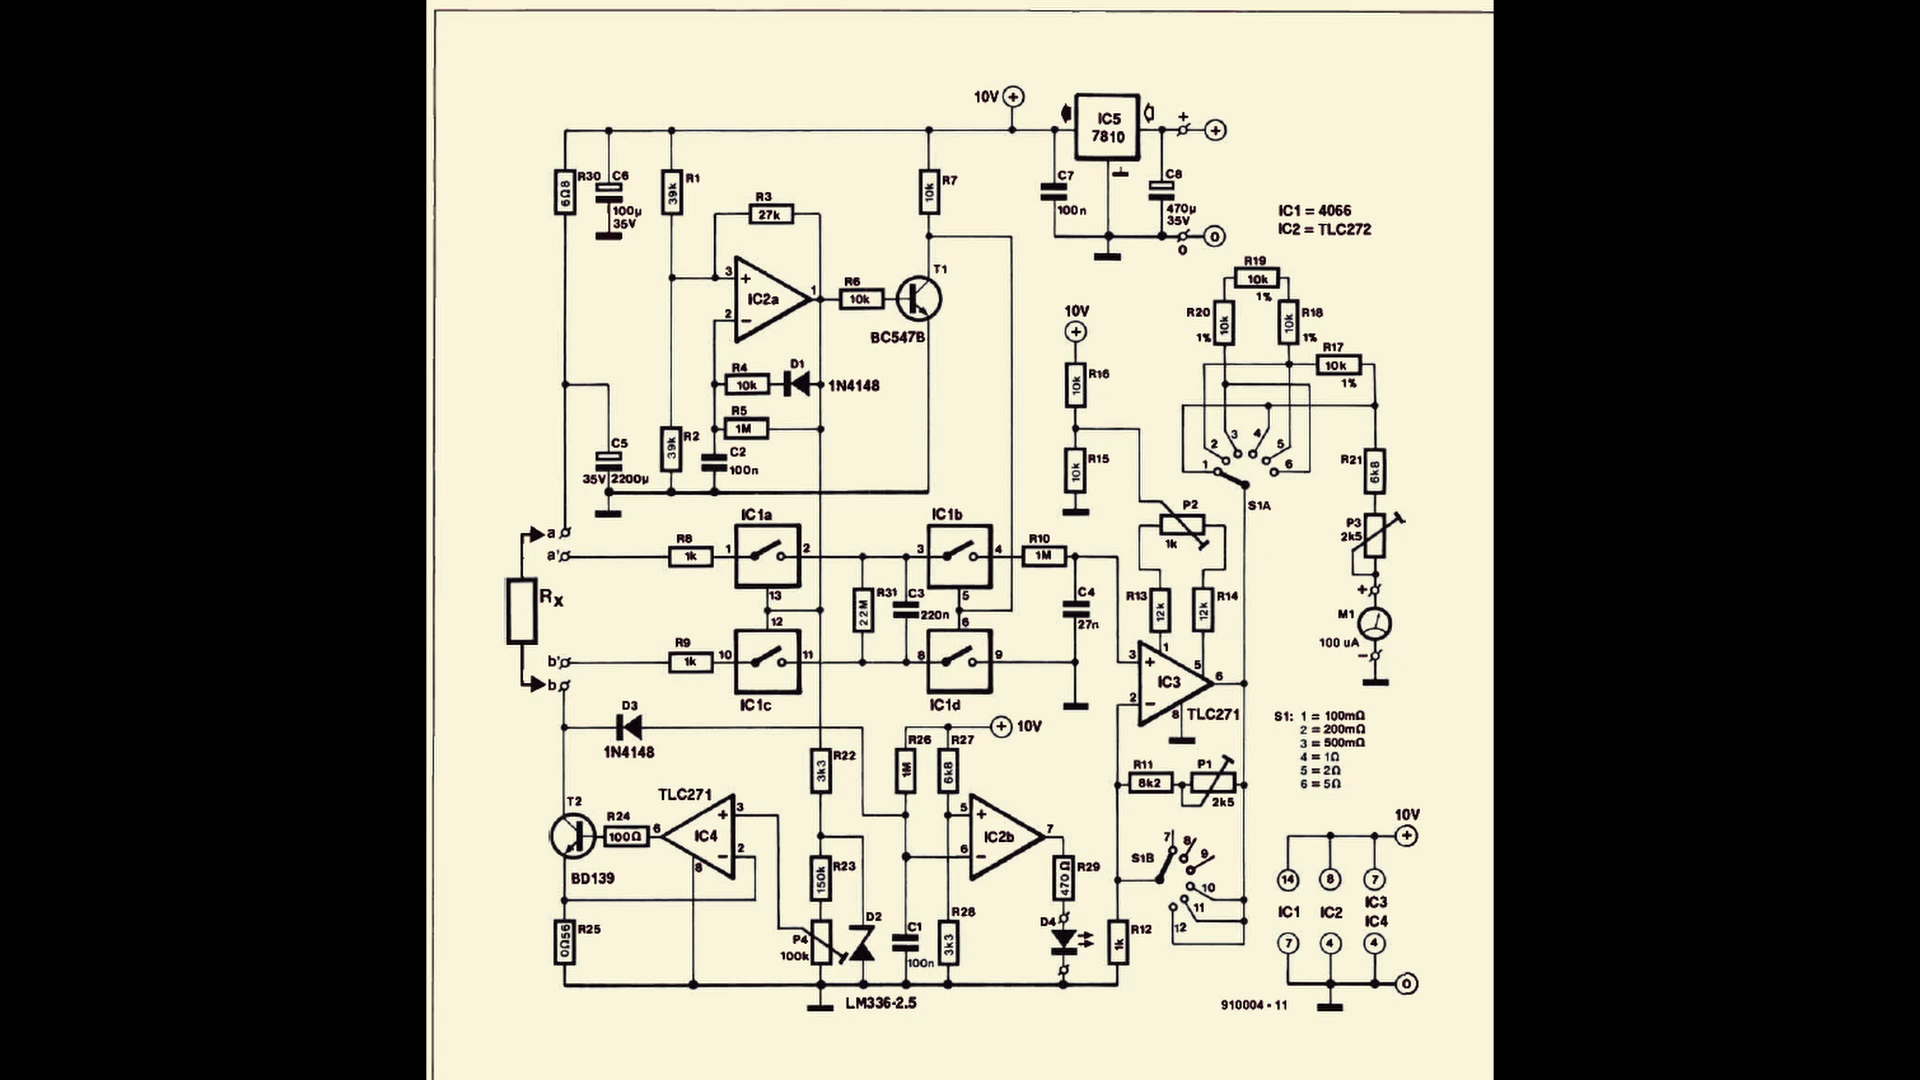 10V
IC5
7810
+
+
R30
6Ω8
C6
100µ
35V
R1
39k
R3
27k
R7
10k
C7
100n
C8
470µ
35V
0
0
IC1 = 4066
IC2 = TLC272
3
+
IC2a
1
2
−
R6
10k
T1
BC547B
R19
10k
1%
R20
10k
1%
R18
10k
1%
R17
10k
1%
10V
R16
10k
R4
10k
D1
1N4148
R5
1M
R2
39k
C2
100n
C5
35V 2200µ
R15
10k
1
2
3
4
5
6
S1A
R21
6k8
P2
1k
P3
2k5
a
a'
R8
1k
IC1a
1
2
13
IC1b
3
4
5
R10
1M
Rx
R31
22M
C3
220n
C4
27n
R13
12k
R14
12k
M1
100 uA
+
−
b'
b
R9
1k
12
10
11
IC1c
6
8
9
IC1d
3
+
1
5
IC3
6
2
−
8
TLC271
D3
1N4148
10V
S1: 1 = 100mΩ
2 = 200mΩ
3 = 500mΩ
4 = 1Ω
5 = 2Ω
6 = 5Ω
R22
3k3
R26
1M
R27
6k8
R11
8k2
P1
2k5
T2
BD139
R24
100Ω
TLC271
6
IC4
3
+
2
−
8
5
+
IC2b
7
6
−
R29
470Ω
R23
150k
S1B
7
8
9
10
11
12
10V
14
8
7
IC1
IC2
IC3
IC4
7
4
4
0
R25
0Ω56
P4
100k
D2
LM336-2.5
C1
100n
R28
3k3
D4
R12
1k
910004 - 11